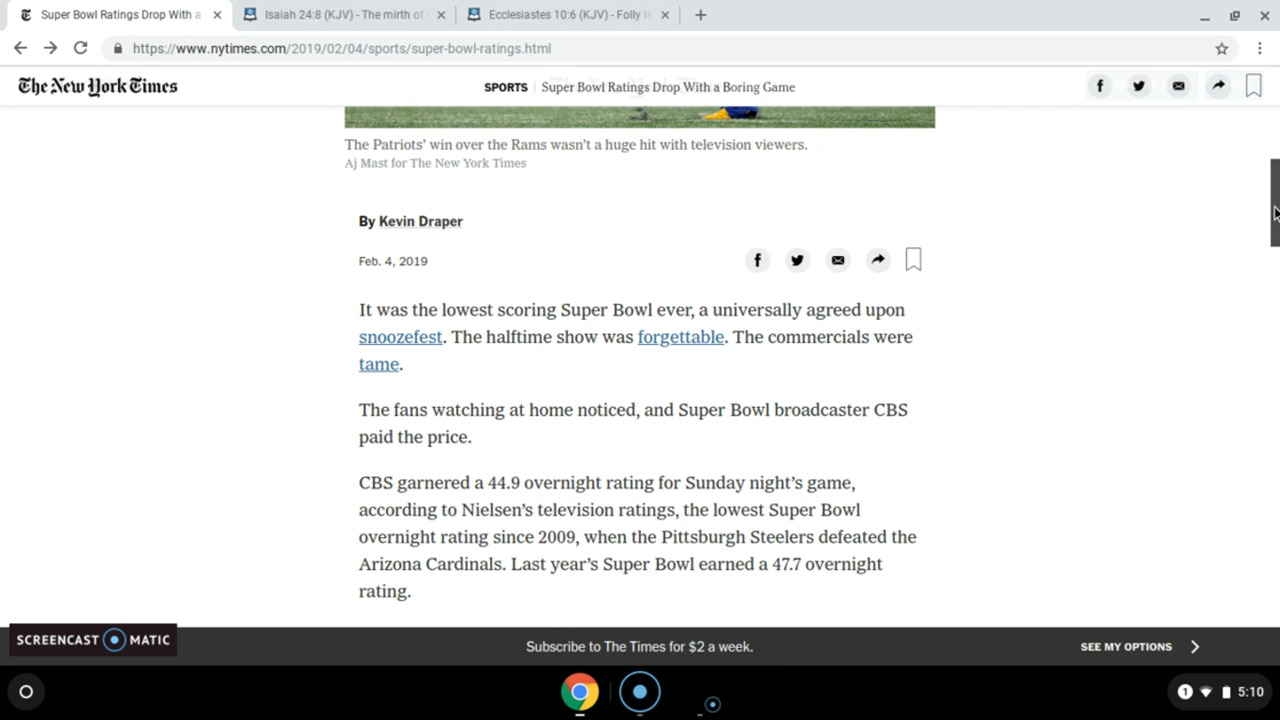 Super Bowl Ratings Drop With a
Isaiah 24:8 (KJV) - The mirth of
Ecclesiastes 10:6 (KJV) - Folly is
https://www.nytimes.com/2019/02/04/sports/super-bowl-ratings.html
The New York Times
SPORTS | Super Bowl Ratings Drop With a Boring Game
The Patriots' win over the Rams wasn't a huge hit with television viewers.
Aj Mast for The New York Times
By Kevin Draper
Feb. 4, 2019
It was the lowest scoring Super Bowl ever, a universally agreed upon
snoozefest. The halftime show was forgettable. The commercials were
tame.
The fans watching at home noticed, and Super Bowl broadcaster CBS
paid the price.
CBS garnered a 44.9 overnight rating for Sunday night's game,
according to Nielsen's television ratings, the lowest Super Bowl
overnight rating since 2009, when the Pittsburgh Steelers defeated the
Arizona Cardinals. Last year's Super Bowl earned a 47.7 overnight
rating.
SCREENCAST MATIC
Subscribe to The Times for $2 a week.
SEE MY OPTIONS
1
5:10